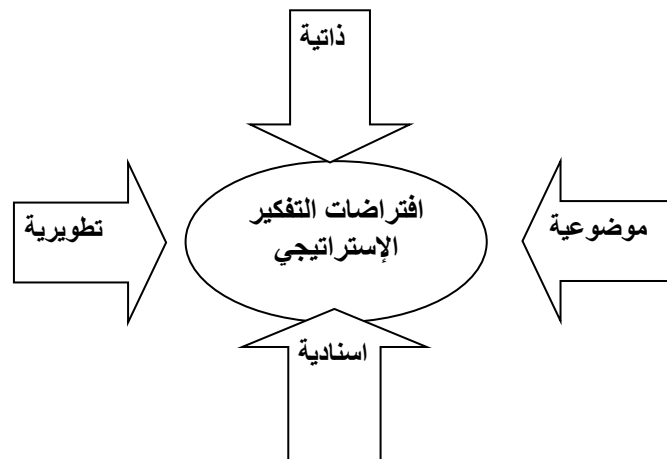 ذاتية
افتراضات التفكير
الإستراتيجي
موضوعية
تطويرية
اسنادية